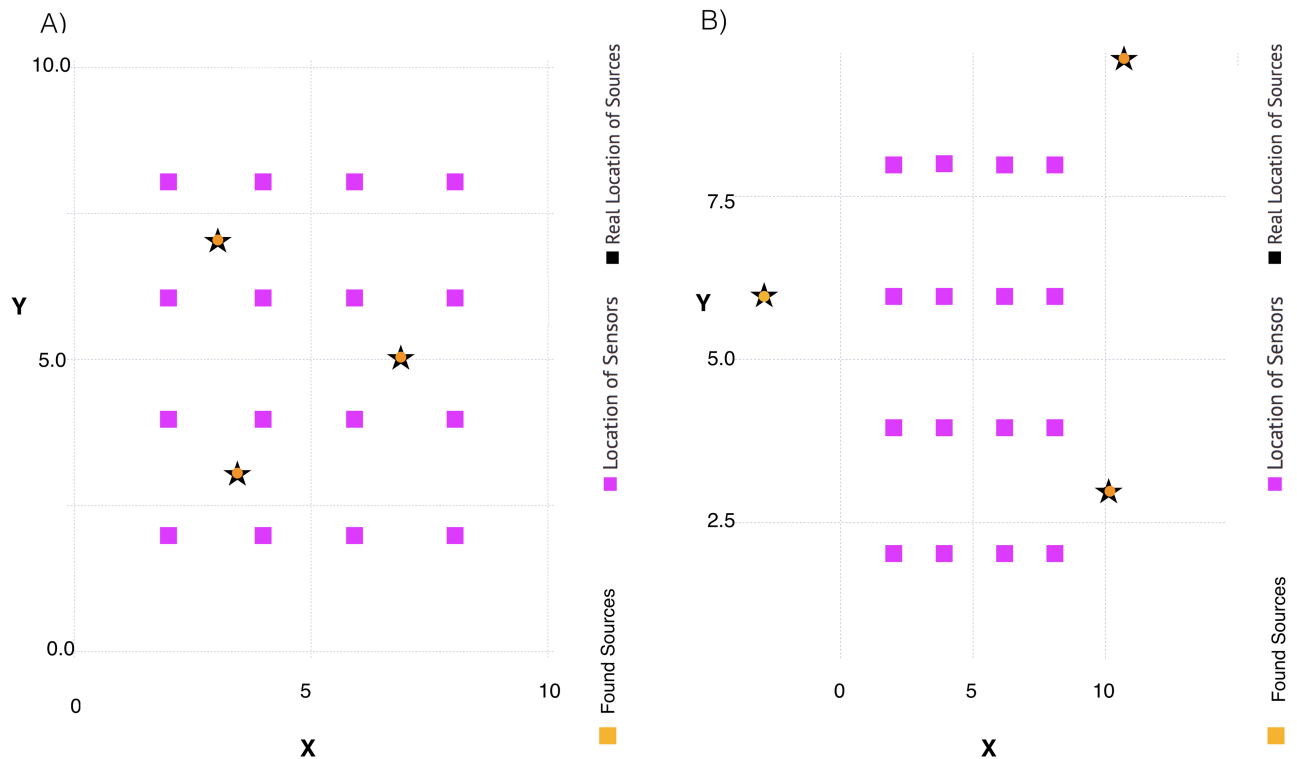 A)
10.0
5.0
0.0
0
5
10
Y
X
Real Location of Sources
Location of Sensors
Found Sources
B)
7.5
5.0
2.5
0
5
10
Y
X
Real Location of Sources
Location of Sensors
Found Sources